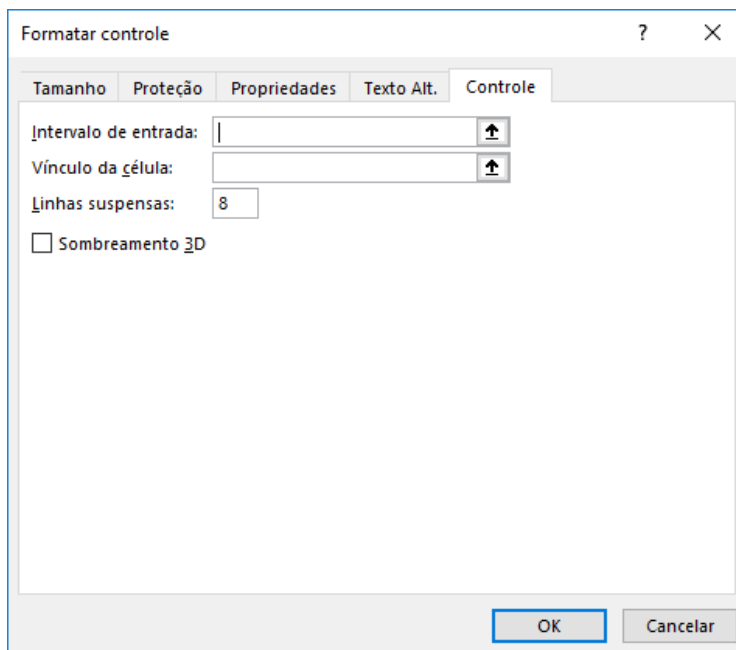 Formatar controle ?
Tamanho Proteção Propriedades Texto Alt. Controle
Intervalo de entrada:
Vínculo da célula:
Linhas suspensas: 8
Sombreamento 3D
OK Cancelar